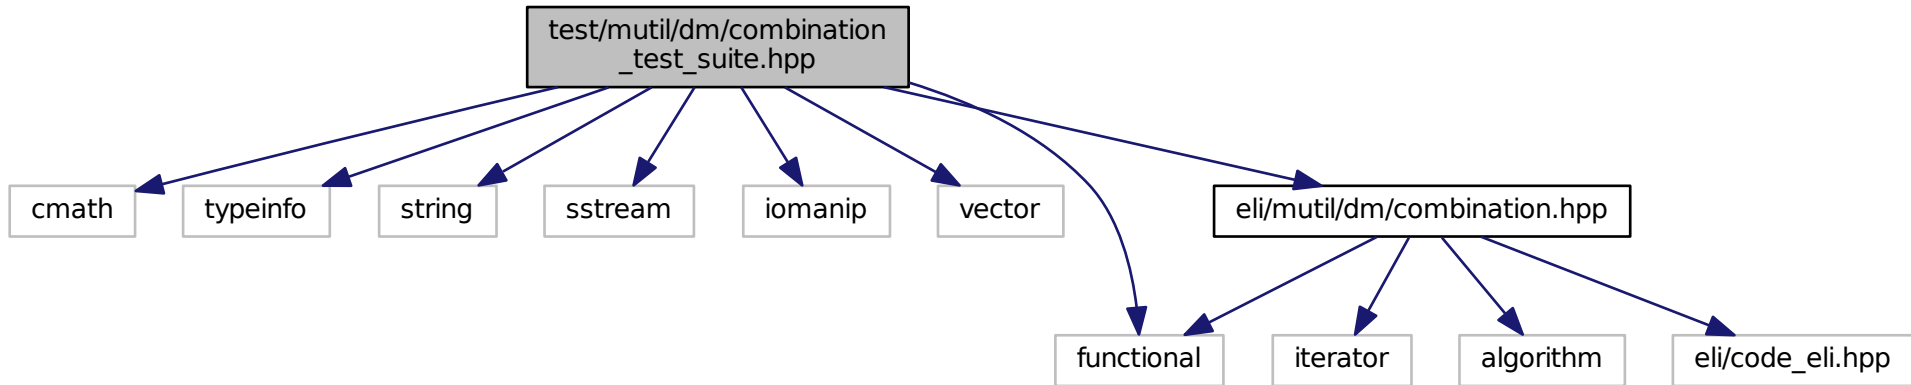 test/mutil/dm/combination
_test_suite.hpp
cmath
typeinfo
string
sstream
iomanip
vector
eli/mutil/dm/combination.hpp
functional
iterator
algorithm
eli/code_eli.hpp